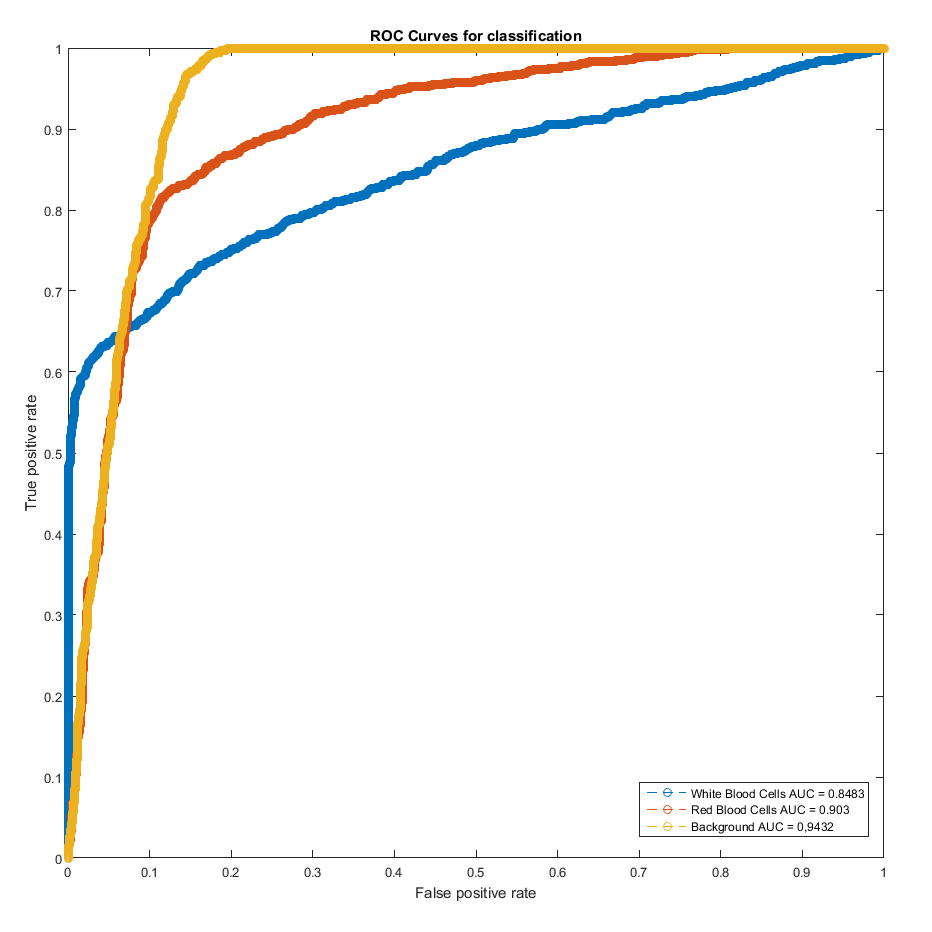 ROC Curves for classification
1
0.9
0.8
0.7
0.6
0.5
0.4
0.3
0.2
0.1
0
True positive rate
0 0.1 0.2 0.3 0.4 0.5 0.6 0.7 0.8 0.9 1
False positive rate
White Blood Cells AUC = 0.8483
Red Blood Cells AUC = 0.903
Background AUC = 0,9432